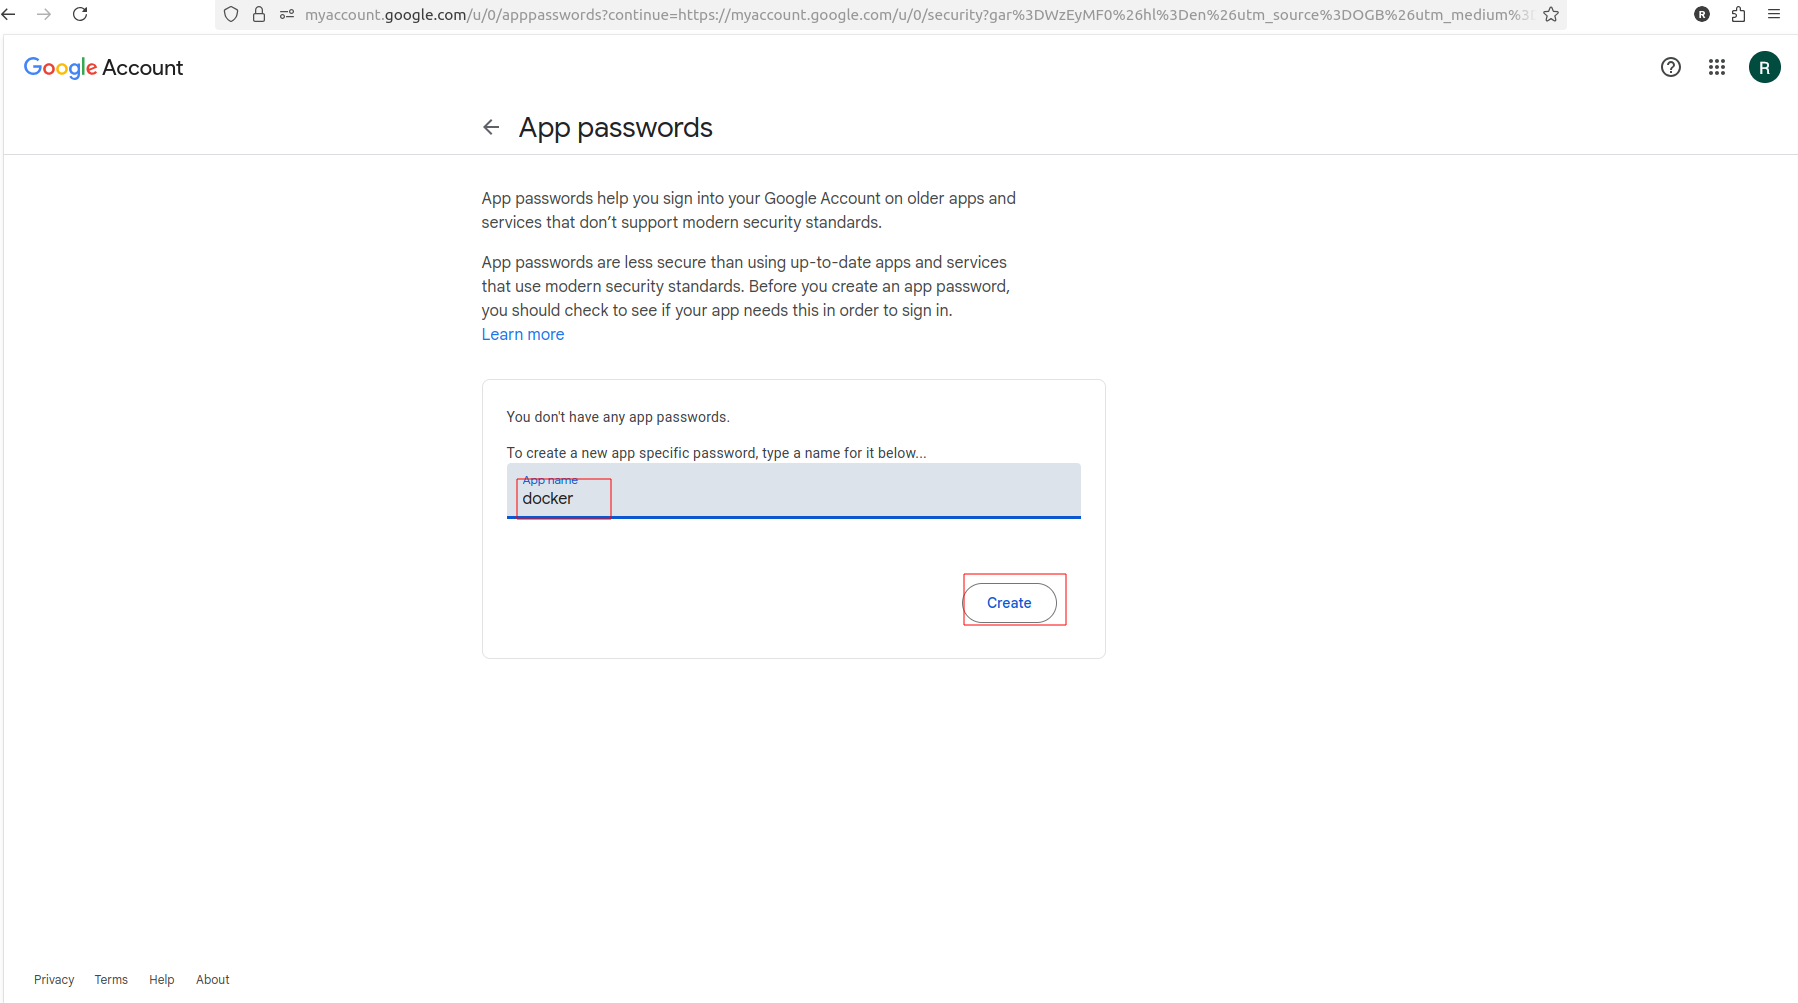 myaccount.google.com/u/0/apppasswords?continue=https://myaccount.google.com/u/0/security?gar%3DWzEyMF0%26hl%3Den%26utm_source%3DOGB%26utm_medium%3D
R
Google Account
R
App passwords
App passwords help you sign into your Google Account on older apps and
services that don’t support modern security standards.
App passwords are less secure than using up-to-date apps and services
that use modern security standards. Before you create an app password,
you should check to see if your app needs this in order to sign in.
Learn more
You don't have any app passwords.
To create a new app specific password, type a name for it below...
App name
docker
Create
Privacy Terms Help About